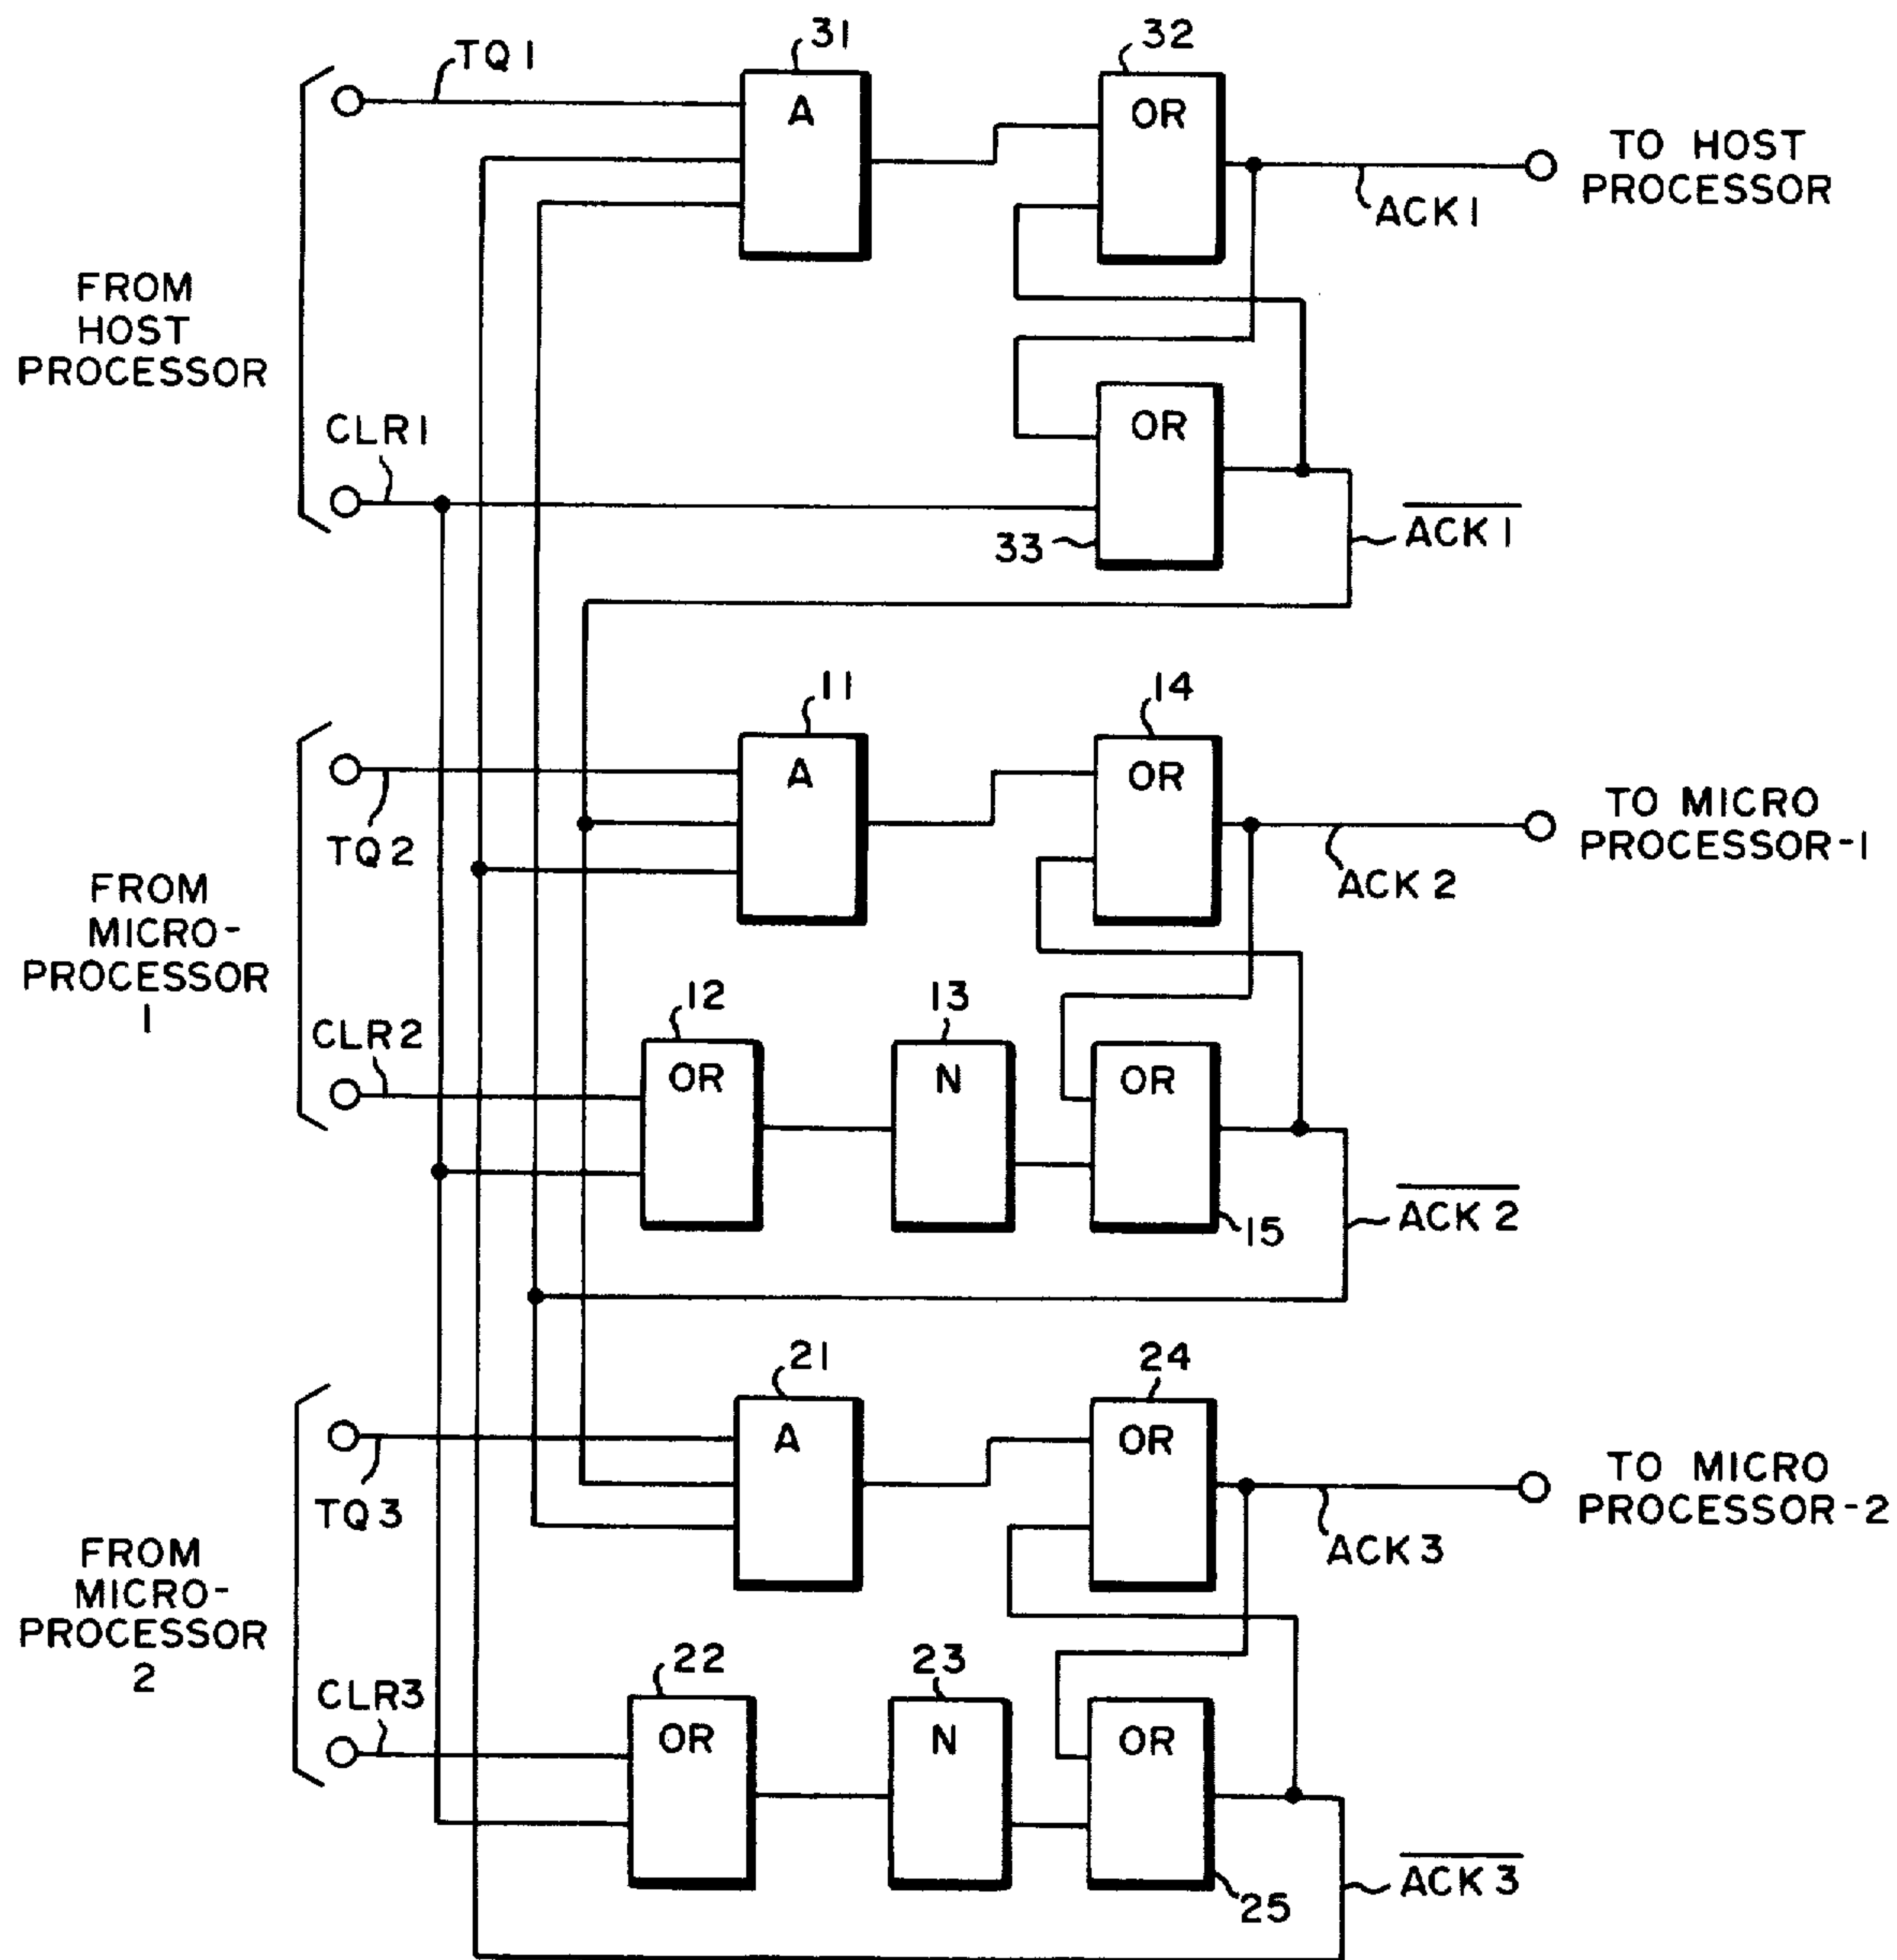 31
32
TQ1
A
OR
TO HOST
PROCESSOR
ACK1
FROM
HOST
PROCESSOR
CLR1
OR
33
ACK1
11
14
A
OR
TO MICRO
PROCESSOR-1
TQ2
ACK2
FROM
MICRO-
PROCESSOR
1
12
13
CLR2
OR
N
OR
15
ACK2
21
24
A
OR
TO MICRO
PROCESSOR-2
TQ3
ACK3
FROM
MICRO-
PROCESSOR
2
22
23
CLR3
OR
N
OR
25
ACK3